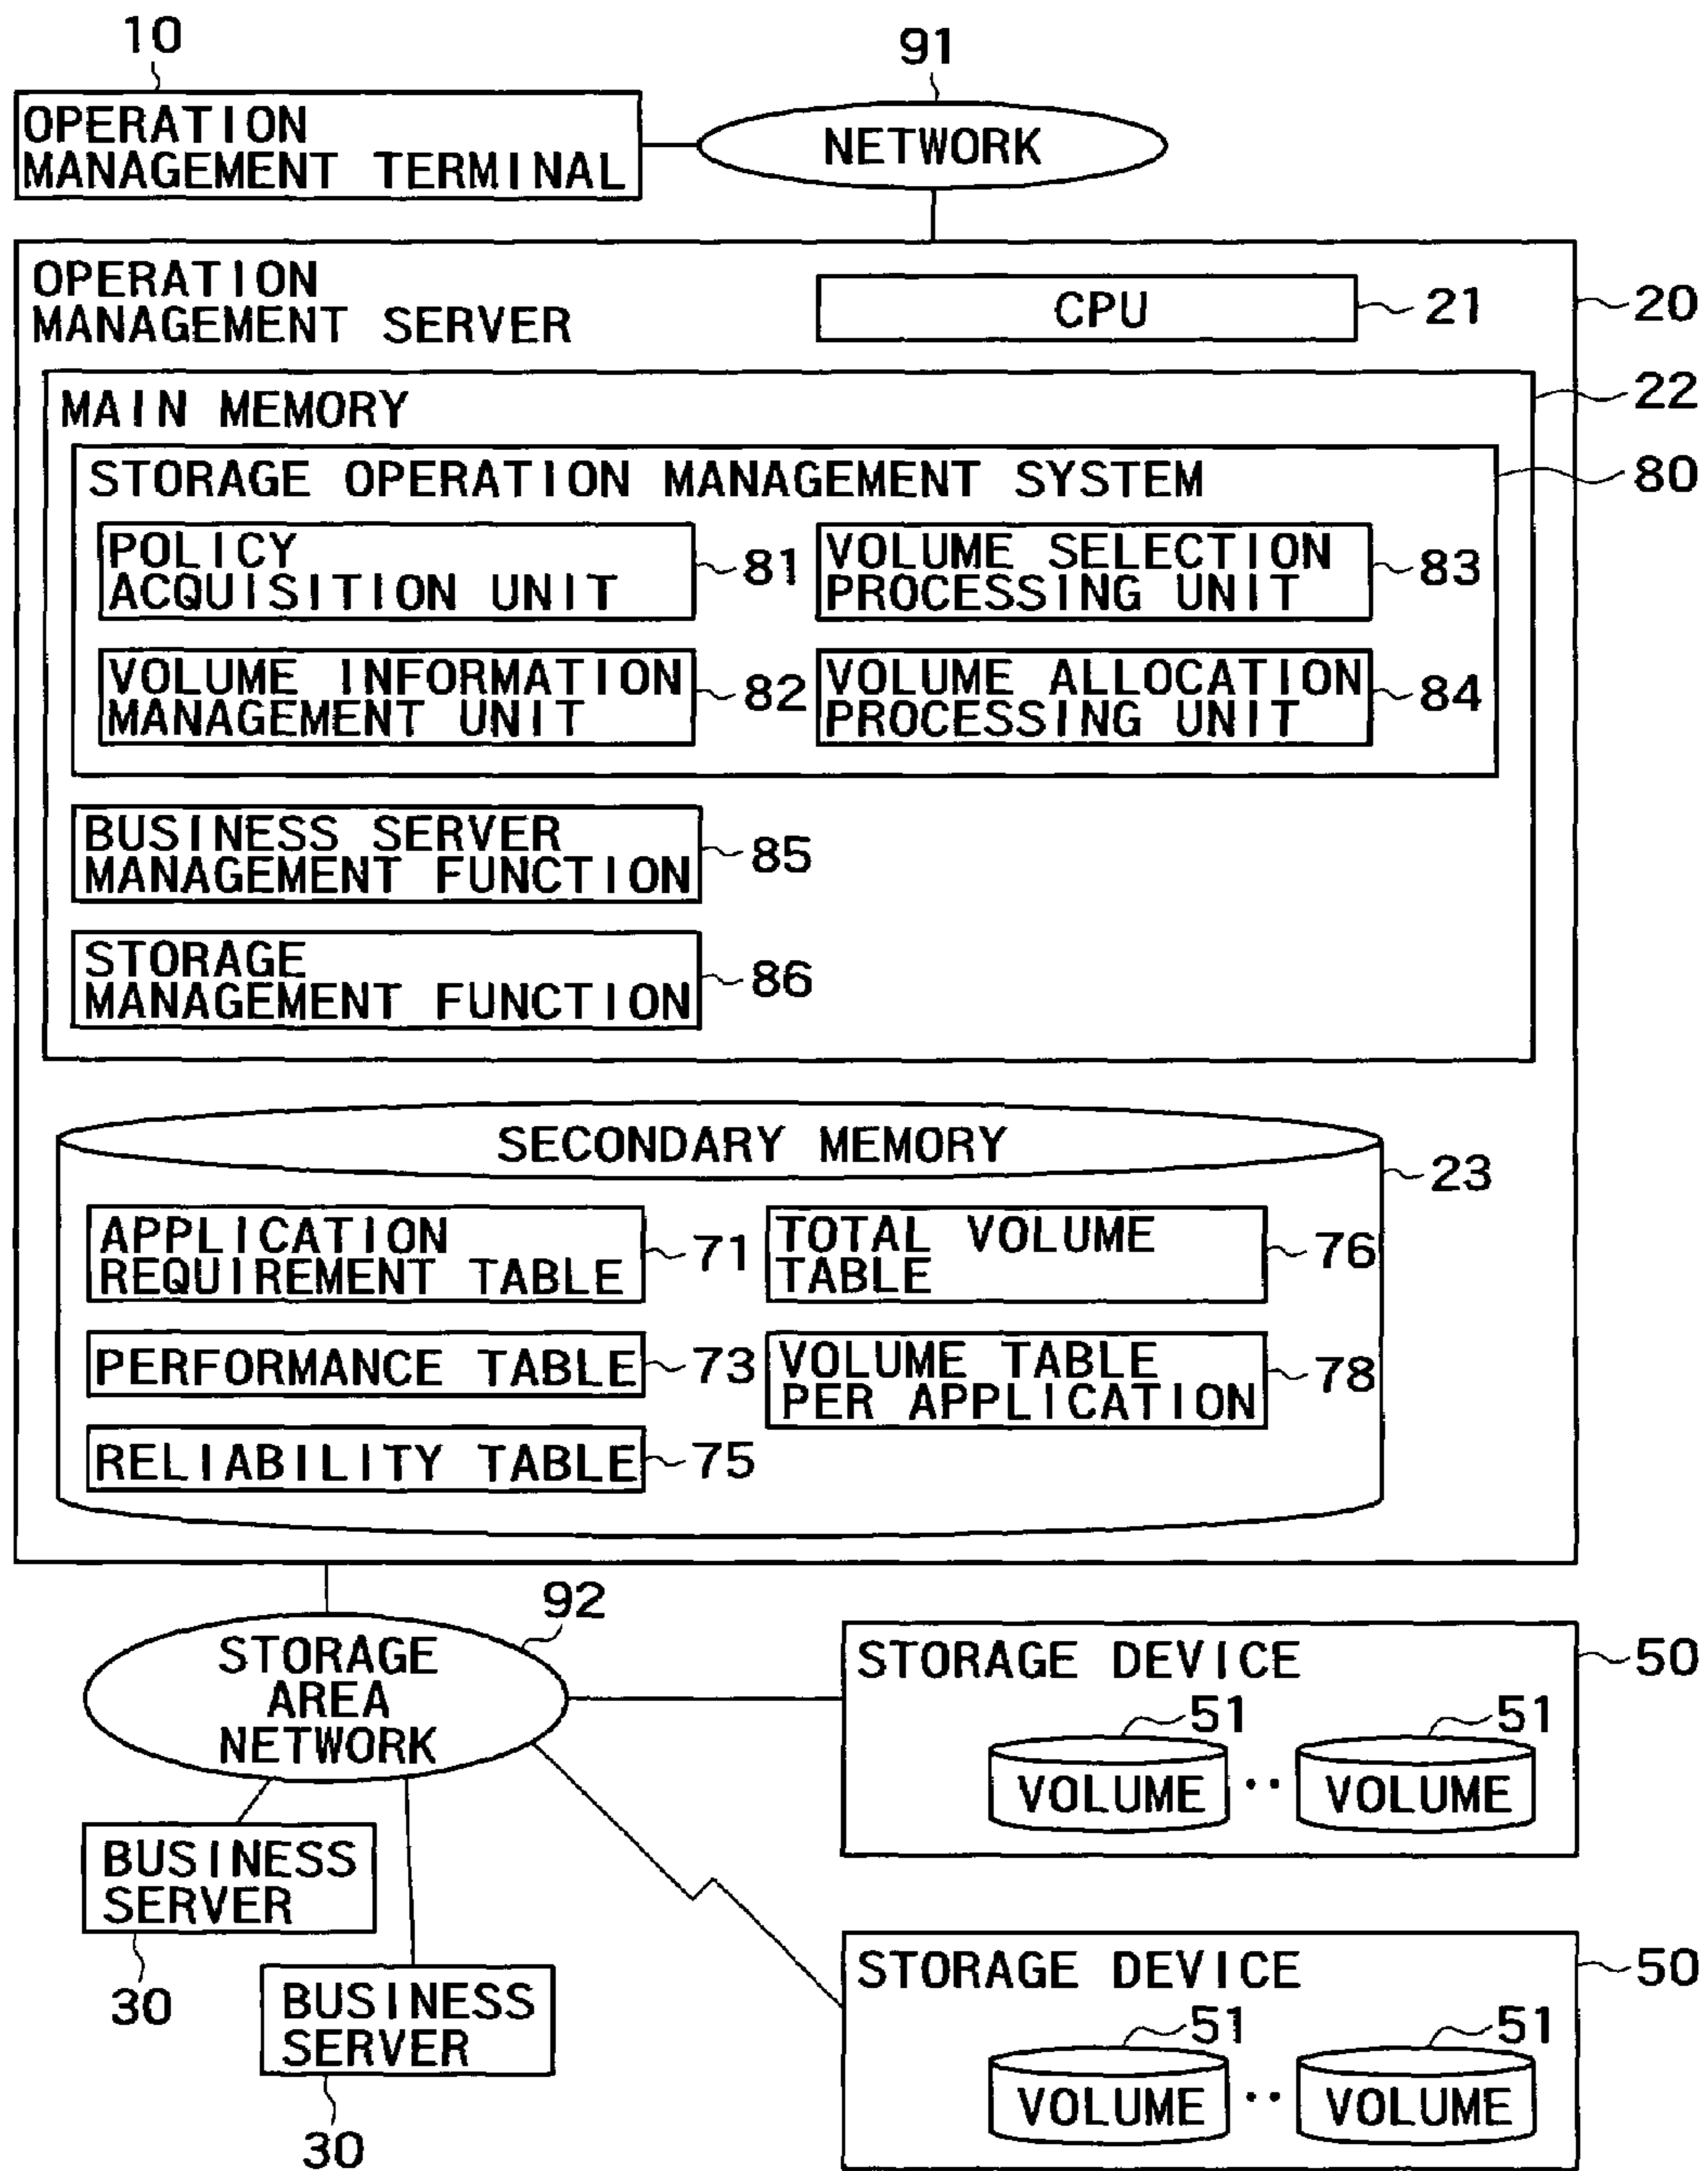 10
91
OPERATION
MANAGEMENT TERMINAL
NETWORK
OPERATION
MANAGEMENT SERVER
CPU
21
20
22
MAIN MEMORY
80
STORAGE OPERATION MANAGEMENT SYSTEM
POLICY
ACQUISITION UNIT
81
VOLUME SELECTION
PROCESSING UNIT
83
VOLUME INFORMATION
MANAGEMENT UNIT
82
VOLUME ALLOCATION
PROCESSING UNIT
84
BUSINESS SERVER
MANAGEMENT FUNCTION
85
STORAGE
MANAGEMENT FUNCTION
86
SECONDARY MEMORY
23
APPLICATION
REQUIREMENT TABLE
71
TOTAL VOLUME
TABLE
76
PERFORMANCE TABLE
73
VOLUME TABLE
PER APPLICATION
78
RELIABILITY TABLE
75
92
STORAGE
AREA
NETWORK
STORAGE DEVICE
50
51
51
VOLUME
··
VOLUME
BUSINESS
SERVER
30
BUSINESS
SERVER
30
STORAGE DEVICE
50
51
51
VOLUME
··
VOLUME